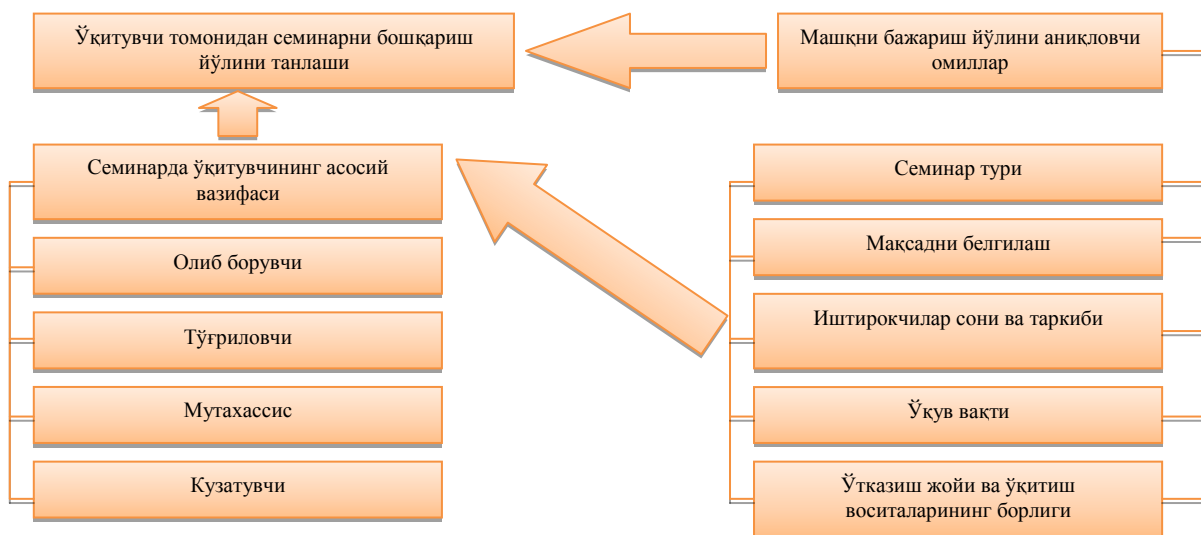 Ўқитувчи томонидан семинарни бошқариш
йўлини танлаши
Машқни бажариш йўлини аниқловчи
омиллар
Семинарда ўқитувчининг асосий
вазифаси
Олиб борувчи
Тўғриловчи
Мутахассис
Кузатувчи
Семинар тури
Мақсадни белгилаш
Иштирокчилар сони ва таркиби
Ўқув вақти
Ўтказиш жойи ва ўқитиш
воситаларининг борлиги